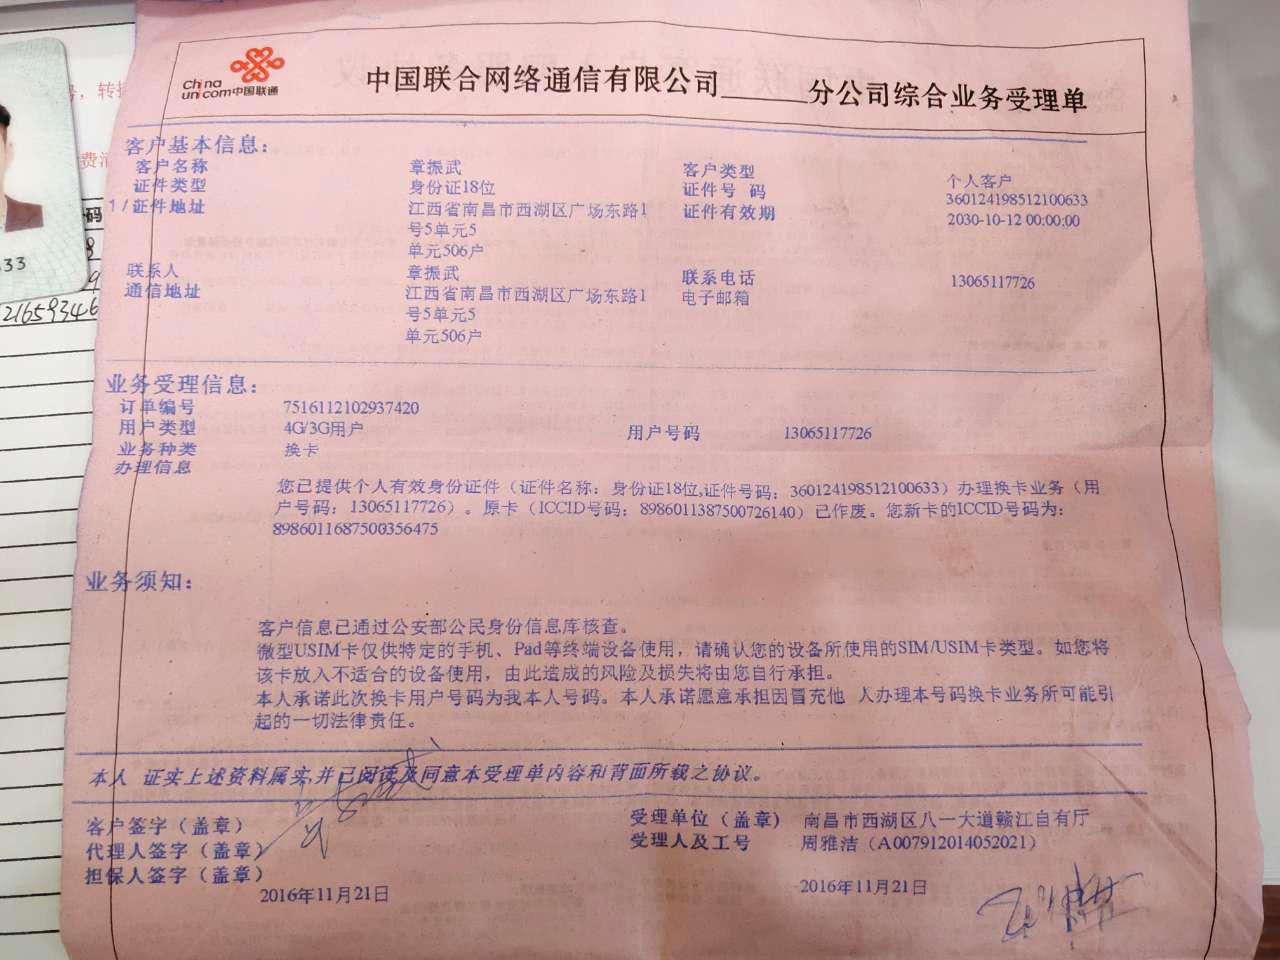 China
unicom中国联通
中国联合网络通信有限公司______分公司综合业务受理单
客户基本信息：
客户名称 章振武 客户类型 个人客户
证件类型 身份证18位 证件号 码 360124198512100633
1/证件地址 江西省南昌市西湖区广场东路1 证件有效期 2030-10-12 00:00:00
号5单元5
单元506户
联系人 章振武 联系电话 13065117726
通信地址 江西省南昌市西湖区广场东路1 电子邮箱
号5单元5
单元506户
业务受理信息：
订单编号 7516112102937420
用户类型 4G/3G用户 用户号码 13065117726
业务种类 换卡
办理信息
您已提供个人有效身份证件（证件名称：身份证18位,证件号码：360124198512100633）办理换卡业务（用
户号码：13065117726）。原卡（ICCID号码：8986011387500726140）已作废。您新卡的ICCID号码为:
8986011687500356475
业务须知：
客户信息已通过公安部公民身份信息库核查。
微型USIM卡仅供特定的手机、Pad等终端设备使用，请确认您的设备所使用的SIM/USIM卡类型。如您将
该卡放入不适合的设备使用，由此造成的风险及损失将由您自行承担。
本人承诺此次换卡用户号码为我本人号码。本人承诺愿意承担因冒充他 人办理本号码换卡业务所可能引
起的一切法律责任。
本人 证实上述资料属实,并已阅读及同意本受理单内容和背面所载之协议。
客户签字（盖章） 受理单位（盖章） 南昌市西湖区八一大道赣江自有厅
代理人签字（盖章） 受理人及工号 周雅洁（A007912014052021）
担保人签字（盖章）
2016年11月21日 2016年11月21日
转
费
码
33
21659346